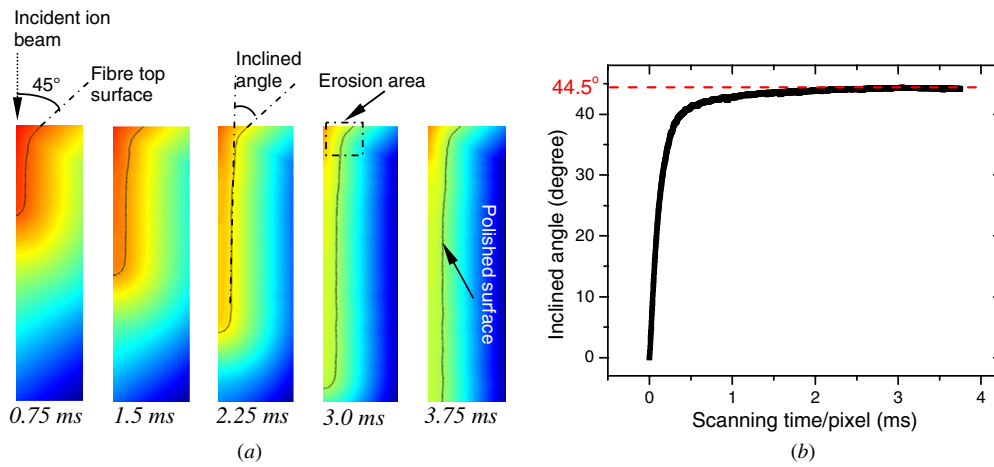 Incident ion
beam
45°
Fibre top
surface
Inclined
angle
Erosion area
Polished surface
0.75 ms
1.5 ms
2.25 ms
3.0 ms
3.75 ms
(a)
44.5°
40
30
20
10
0
Inclined angle (degree)
0 1 2 3 4
Scanning time/pixel (ms)
(b)